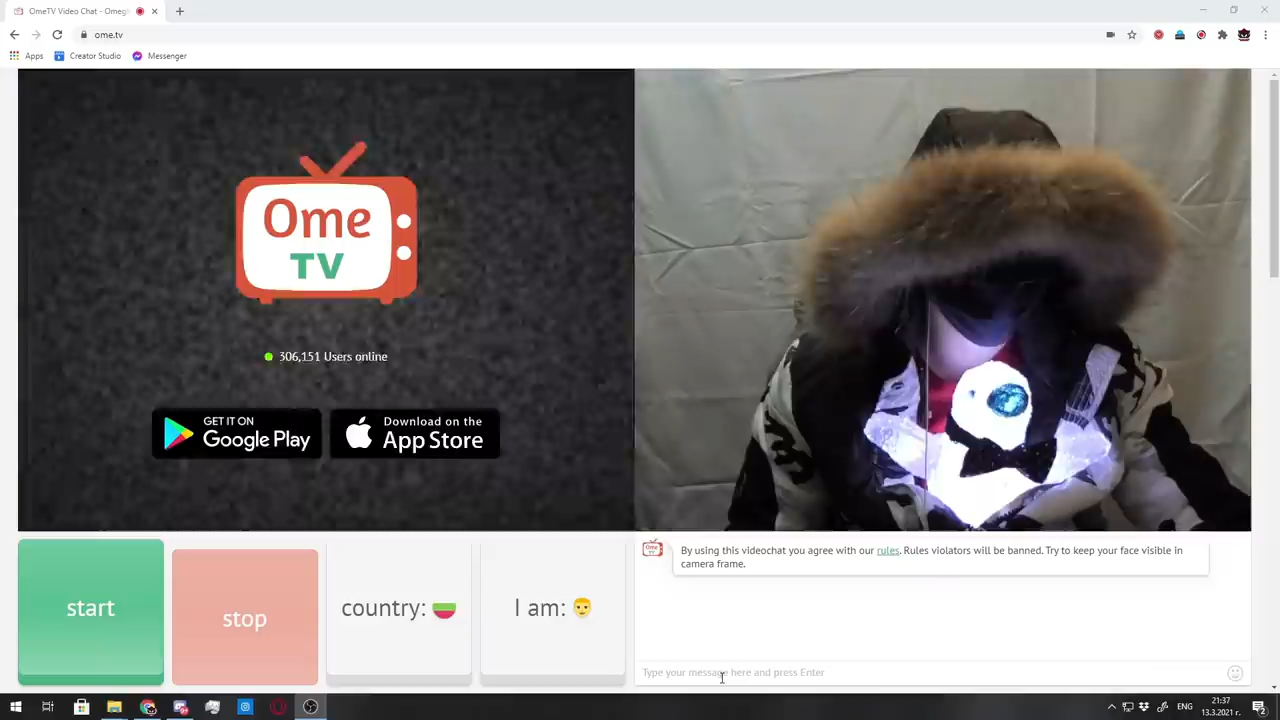 OmeTV Video Chat - Omeg
ome.tv
Apps
Creator Studio
Messenger
Ome
TV
306,151 Users online
GET IT ON
Google Play
Download on the
App Store
By using this videochat you agree with our rules. Rules violators will be banned. Try to keep your face visible in
camera frame.
Ome
TV
start
stop
country:
I am:
Type your message here and press Enter
ENG
21:37
13.3.2021 г.
2